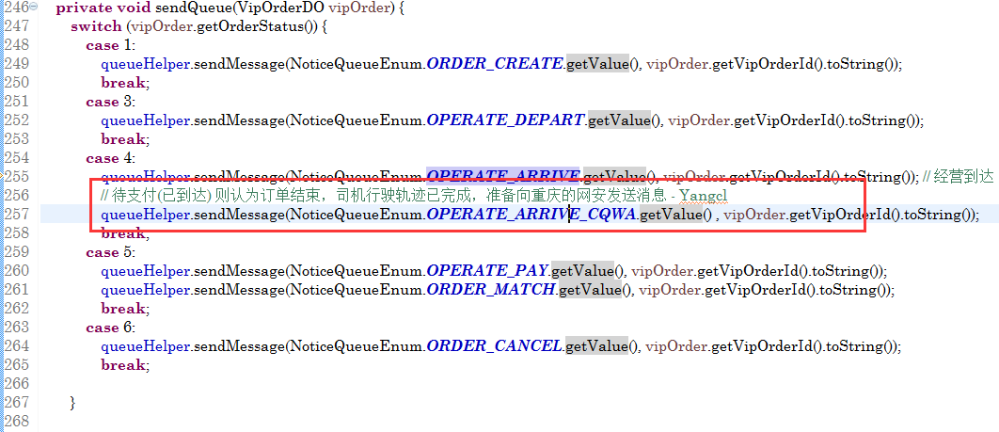 246 private void sendQueue(VipOrderDO vipOrder) {
247 switch (vipOrder.getOrderStatus()) {
248 case 1:
249 queueHelper.sendMessage(NoticeQueueEnum.ORDER_CREATE.getValue(), vipOrder.getVipOrderId().toString());
250 break;
251 case 3:
252 queueHelper.sendMessage(NoticeQueueEnum.OPERATE_DEPART.getValue(), vipOrder.getVipOrderId().toString());
253 break;
254 case 4:
255 queueHelper.sendMessage(NoticeQueueEnum.OPERATE_ARRIVE.getValue(), vipOrder.getVipOrderId().toString()); // 经营到达
256 // 待支付(已到达) 则认为订单结束，司机行驶轨迹已完成，准备向重庆的网安发送消息 - Yangcl
257 queueHelper.sendMessage(NoticeQueueEnum.OPERATE_ARRIVE_CQWA.getValue() , vipOrder.getVipOrderId().toString());
258 break;
259 case 5:
260 queueHelper.sendMessage(NoticeQueueEnum.OPERATE_PAY.getValue(), vipOrder.getVipOrderId().toString());
261 queueHelper.sendMessage(NoticeQueueEnum.ORDER_MATCH.getValue(), vipOrder.getVipOrderId().toString());
262 break;
263 case 6:
264 queueHelper.sendMessage(NoticeQueueEnum.ORDER_CANCEL.getValue(), vipOrder.getVipOrderId().toString());
265 break;
266
267 }
268